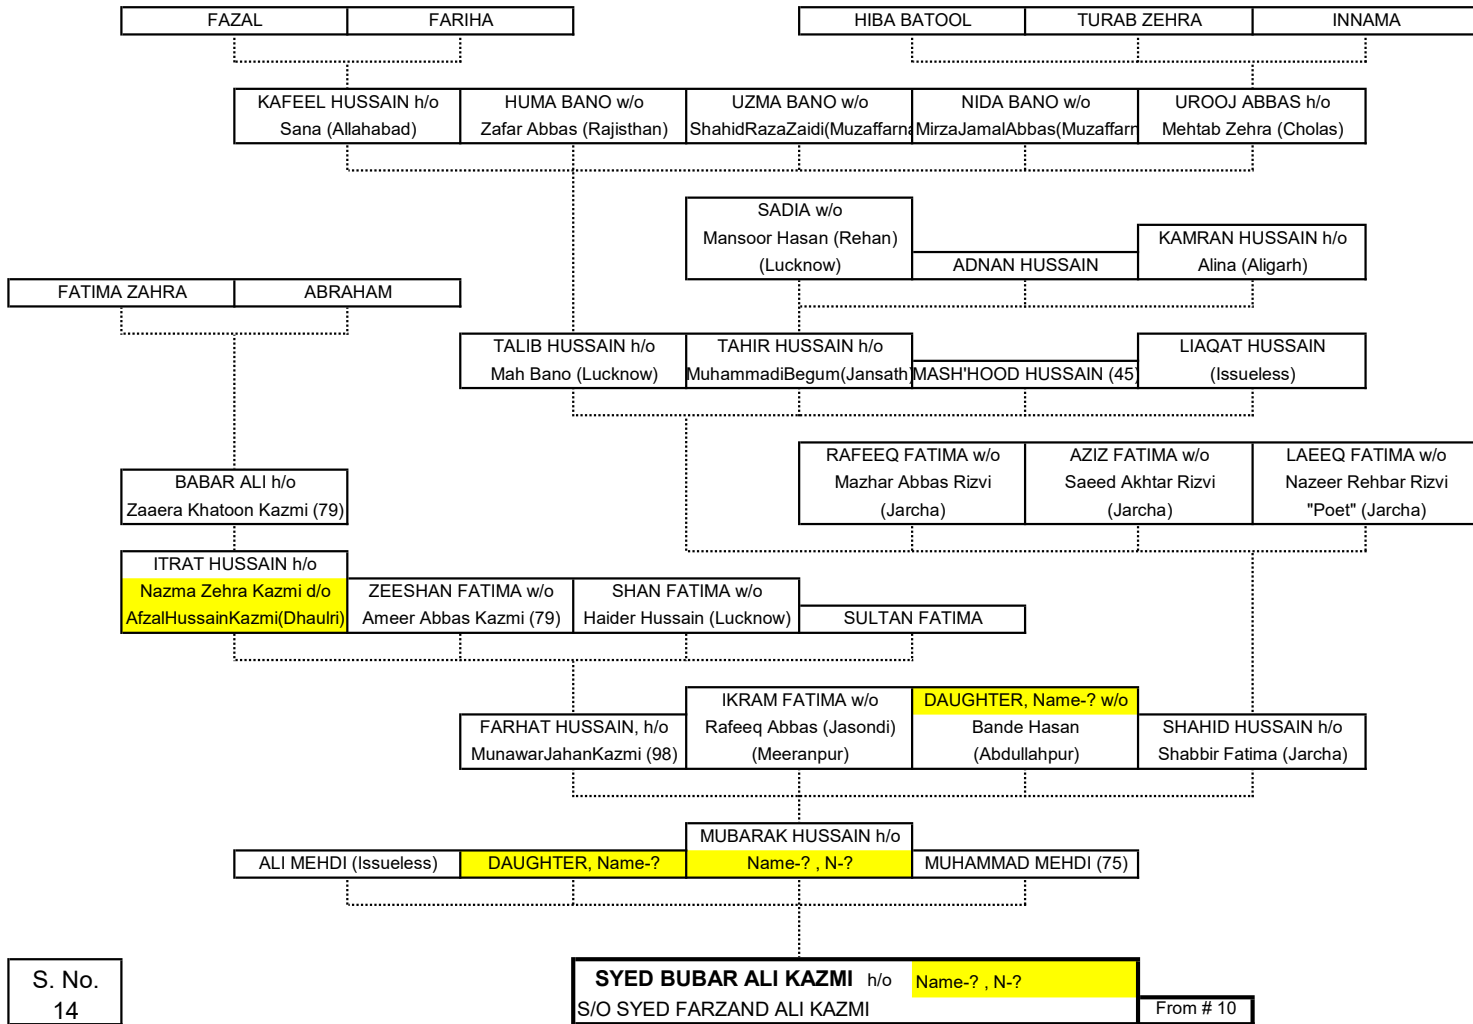 FAZAL
FARIHA
HIBA BATOOL
TURAB ZEHRA
INNAMA
KAFEEL HUSSAIN h/o
Sana (Allahabad)
HUMA BANO w/o
Zafar Abbas (Rajisthan)
UZMA BANO w/o
ShahidRazaZaidi(Muzaffarna
NIDA BANO w/o
MirzaJamalAbbas(Muzaffarn
UROOJ ABBAS h/o
Mehtab Zehra (Cholas)
SADIA w/o
Mansoor Hasan (Rehan)
(Lucknow)
ADNAN HUSSAIN
KAMRAN HUSSAIN h/o
Alina (Aligarh)
FATIMA ZAHRA
ABRAHAM
TALIB HUSSAIN h/o
Mah Bano (Lucknow)
TAHIR HUSSAIN h/o
MuhammadiBegum(Jansath)
MASH'HOOD HUSSAIN (45)
LIAQAT HUSSAIN
(Issueless)
BABAR ALI h/o
Zaaera Khatoon Kazmi (79)
RAFEEQ FATIMA w/o
Mazhar Abbas Rizvi
(Jarcha)
AZIZ FATIMA w/o
Saeed Akhtar Rizvi
(Jarcha)
LAEEQ FATIMA w/o
Nazeer Rehbar Rizvi
"Poet" (Jarcha)
ITRAT HUSSAIN h/o
Nazma Zehra Kazmi d/o
AfzalHussainKazmi(Dhaulri)
ZEESHAN FATIMA w/o
Ameer Abbas Kazmi (79)
SHAN FATIMA w/o
Haider Hussain (Lucknow)
SULTAN FATIMA
FARHAT HUSSAIN, h/o
MunawarJahanKazmi (98)
IKRAM FATIMA w/o
Rafeeq Abbas (Jasondi)
(Meeranpur)
DAUGHTER, Name-? w/o
Bande Hasan
(Abdullahpur)
SHAHID HUSSAIN h/o
Shabbir Fatima (Jarcha)
ALI MEHDI (Issueless)
DAUGHTER, Name-?
MUBARAK HUSSAIN h/o
Name-? , N-?
MUHAMMAD MEHDI (75)
S. No.
14
SYED BUBAR ALI KAZMI h/o Name-? , N-?
S/O SYED FARZAND ALI KAZMI
From # 10